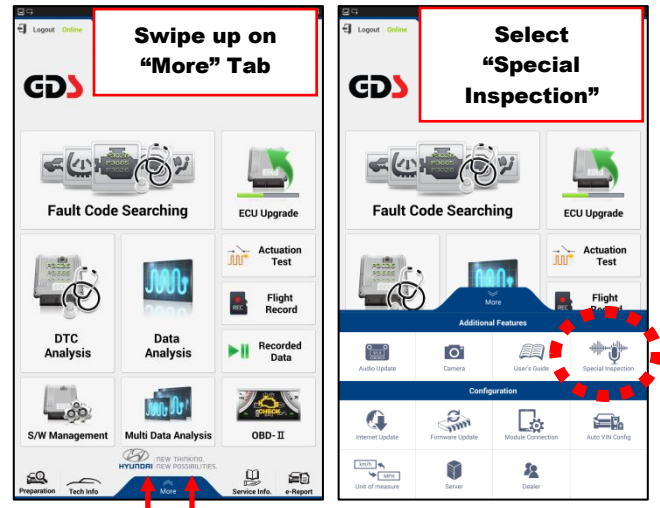 Logout Online
Swipe up on
“More” Tab
GDS
Fault Code Searching
ECU Upgrade
Actuation
Test
Flight
Record
REC
DTC
Analysis
Data
Analysis
Recorded
Data
S/W Management
Multi Data Analysis
CHECK
OBD-II
HYUNDAI
NEW THINKING.
NEW POSSIBILITIES.
Preparation
Tech Info
More
Service Info.
e-Report
Logout Online
Select
“Special
Inspection”
GDS
Fault Code Searching
ECU Upgrade
Actuation
Test
Flight
Record
REC
More
Additional Features
Audio Update
Camera
User's Guide
Special Inspection
Configuration
Internet Update
Firmware Update
Module Connection
Auto VIN Config
km/h
MPH
Unit of measure
Server
Dealer